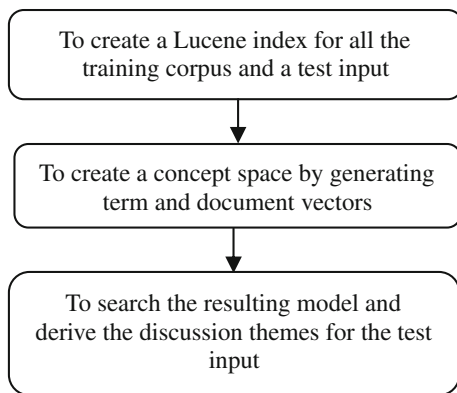 To create a Lucene index for all the
training corpus and a test input
To create a concept space by generating
term and document vectors
To search the resulting model and
derive the discussion themes for the test
input